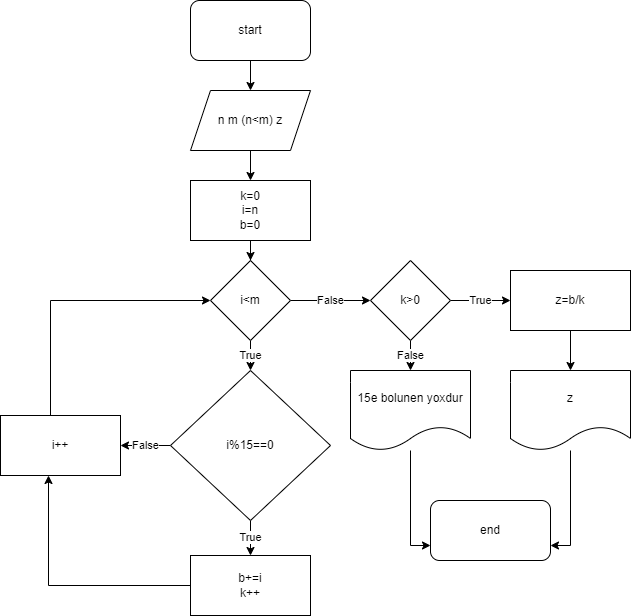 start
n m (n<m) z
k=0
i=n
b=0
i<m
False
k>0
True
z=b/k
True
False
15e bolunen yoxdur
z
i++
False
i%15==0
end
True
b+=i
k++